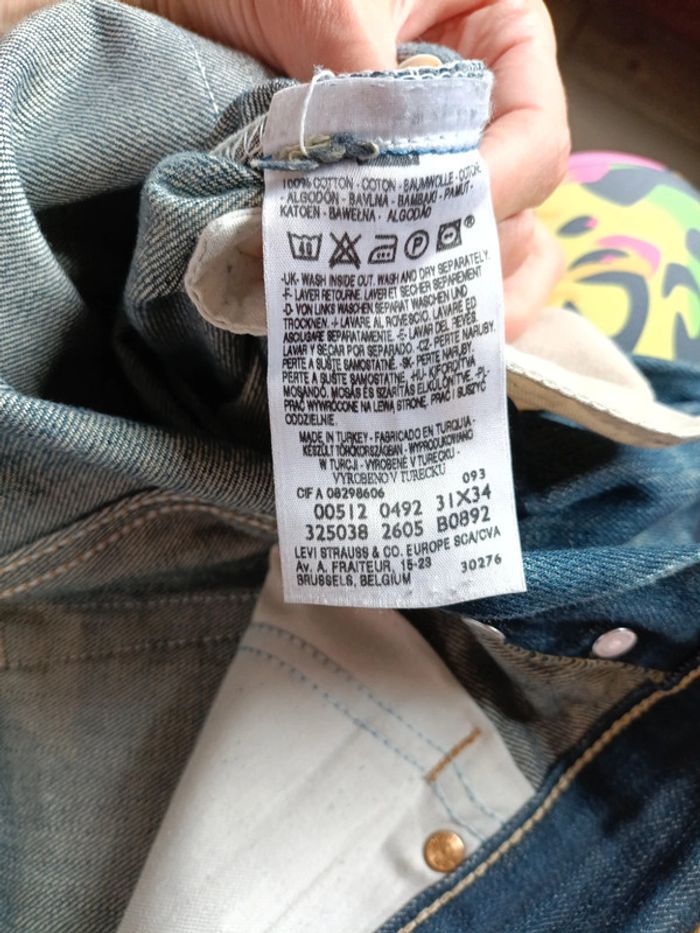 100% COTTON - COTON - BAUMWOLLE - COTONE
- ALGODON - BAVLNA - BAMBAKI - PAMUT -
KATOEN - BAWEŁNA - ALGODÃO
40 P ®
-UK- WASH INSIDE OUT. WASH AND DRY SEPARATELY.
-F- LAVER RETOURNE. LAVER ET SECHER SEPAREMENT
-D- VON LINKS WASCHEN, SEPARAT WASCHEN UND
TROCKNEN. -I- LAVARE AL ROVESCIO. LAVARE ED
ASCIUGARE SEPARATAMENTE. -E- LAVAR DEL REVES
LAVAR Y SECAR POR SEPARADO. -CZ- PERTE NARUBY.
PERTE A SUŠTE SAMOSTATNE. -SK- PERTE NARUBY.
PERTE A SUŠTE SAMOSTATNE. -HU- KIFORDÍTVA
MOSANDÓ. MOSÁS ÉS SZARÍTÁS ELKÜLÖNÍTVE. -PL-
PRAĆ WYWRÓCONE NA LEWĄ STRONĘ, PRAĆ I SUSZYĆ
ODDZIELNIE.
MADE IN TURKEY - FABRICADO EN TURQUIA -
KÉSZÜLT TÖRÖKORSZÁGBAN - WYPRODUKOWANO
W TURCJI - VYROBENÉ V TURECKU -
VYROBENO V TURECKU
093
CIF A 08298606
00512 0492 31X34
325038 2605 B0892
LEVI STRAUSS & CO. EUROPE SCA/CVA
Av. A. FRAITEUR, 15-23 30276
BRUSSELS, BELGIUM